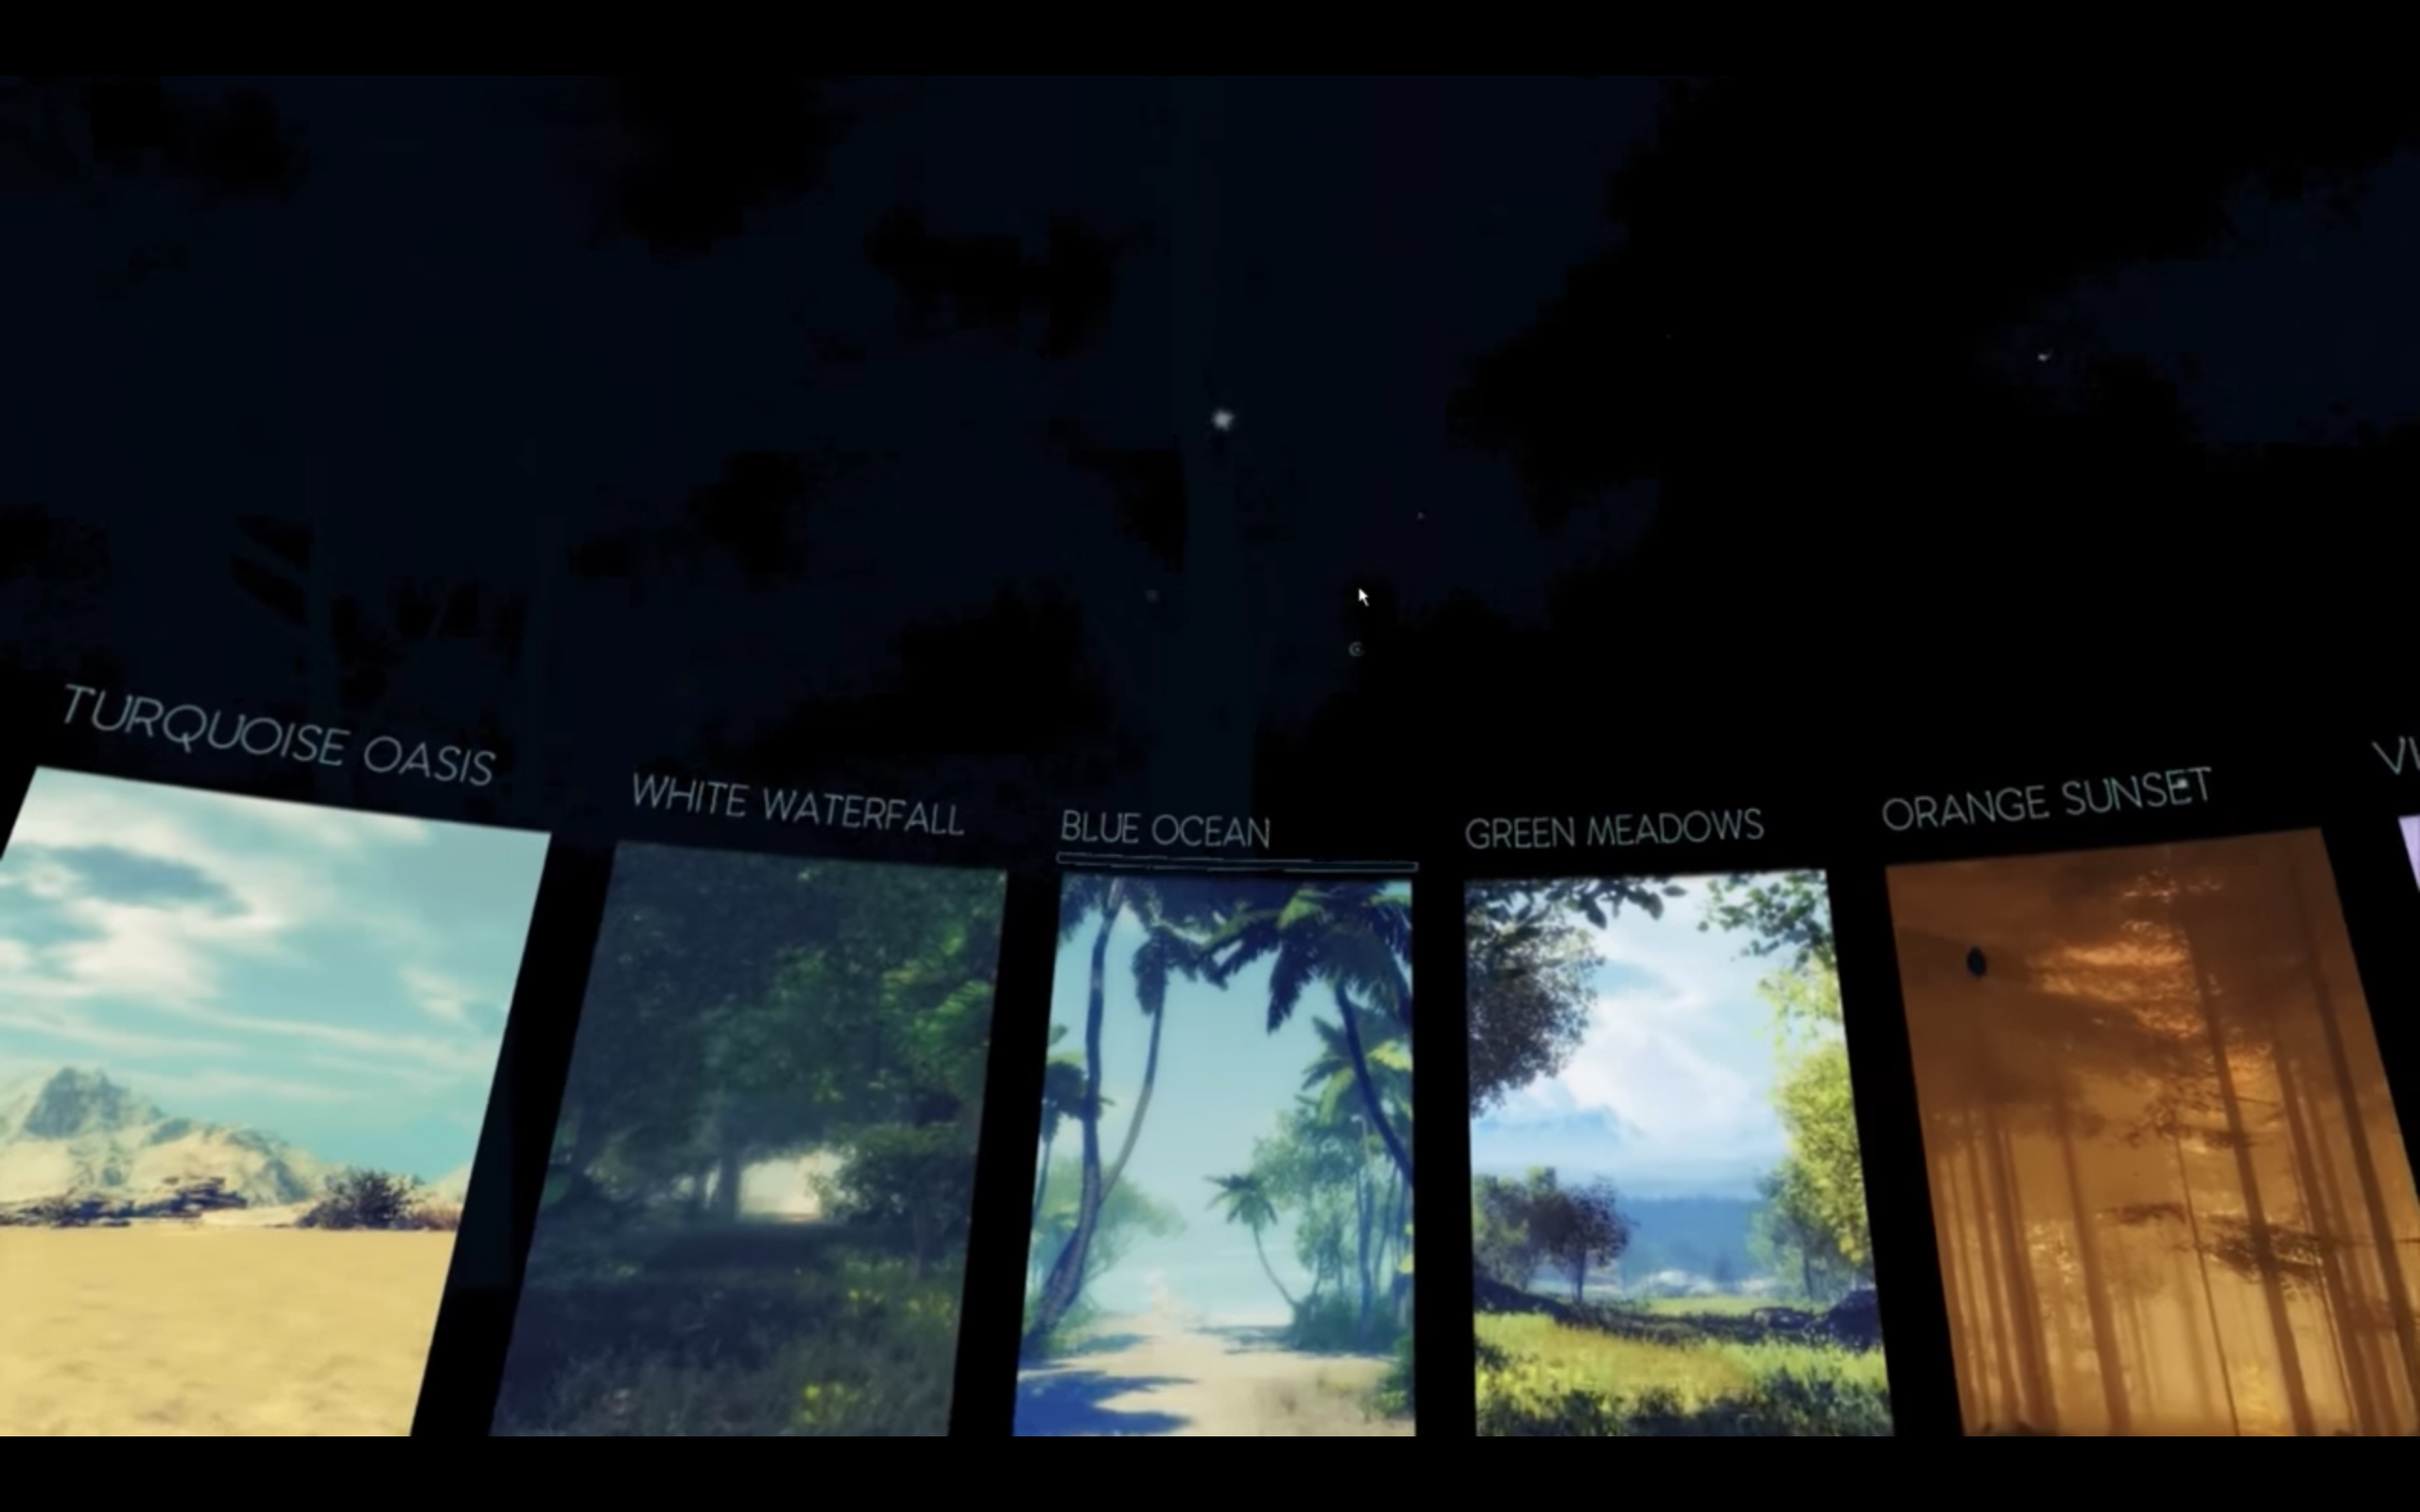 TURQUOISE OASIS
WHITE WATERFALL
BLUE OCEAN
GREEN MEADOWS
ORANGE SUNSET